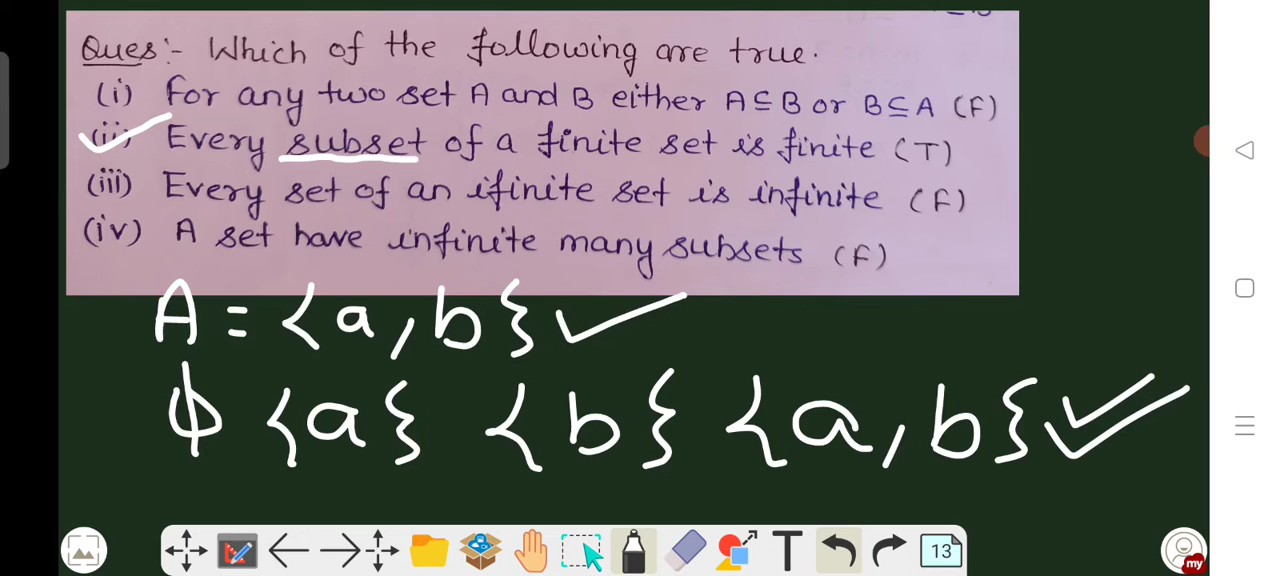 Ques:- Which of the following are true.
(i) For any two set A and B either A⊆B or B⊆A (F)
(ii) Every subset of a finite set is finite (T)
(iii) Every set of an ifinite set is infinite (F)
(iv) A set have infinite many subsets (F)
A = {a, b}
Φ {a} {b} {a, b}
T 13
my